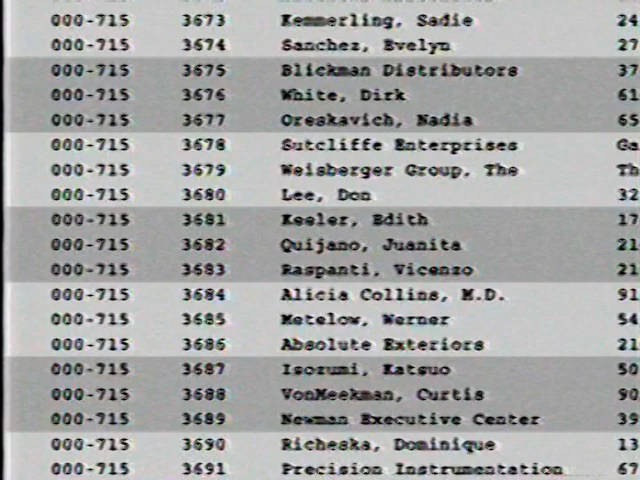 000-715 3673 Kemmerling, Sadie 24
000-715 3674 Sanchez, Evelyn 27
000-715 3675 Blickman Distributors 37
000-715 3676 White, Dirk 61
000-715 3677 Oreskavich, Nadia 65
000-715 3678 Sutcliffe Enterprises Ga
000-715 3679 Weisberger Group, The Th
000-715 3680 Lee, Don 32
000-715 3681 Keeler, Edith 17
000-715 3682 Quijano, Juanita 21
000-715 3683 Raspanti, Vicenzo 21
000-715 3684 Alicia Collins, M.D. 91
000-715 3685 Metelow, Werner 54
000-715 3686 Absolute Exteriors 21
000-715 3687 Isozumi, Katsuo 50
000-715 3688 VonMeekman, Curtis 90
000-715 3689 Newman Executive Center 39
000-715 3690 Richeska, Dominique 13
000-715 3691 Precision Instrumentation 67